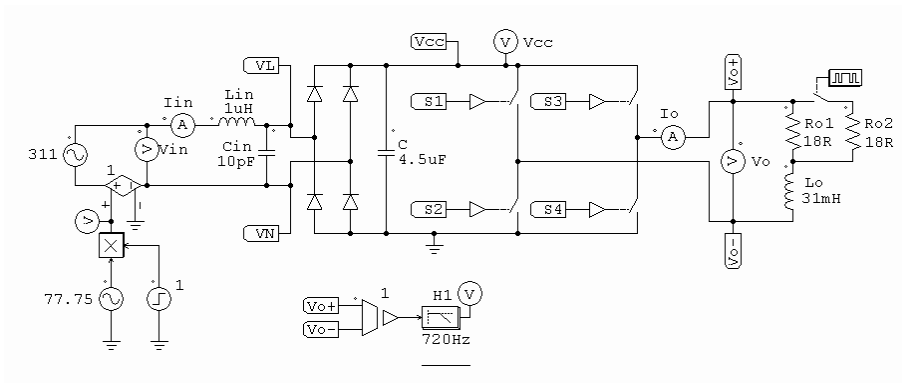 Vcc
V Vcc
VL
Lin
1uH
Iin
A
S1
S3
Io
A
Vo+
Ro1
18R
Ro2
18R
311
V Vin
Cin
10pF
C
4.5uF
V Vo
Lo
31mH
1
S2
S4
V
VN
Vo-
77.75
1
Vo+
Vo-
1
H1
V
720Hz